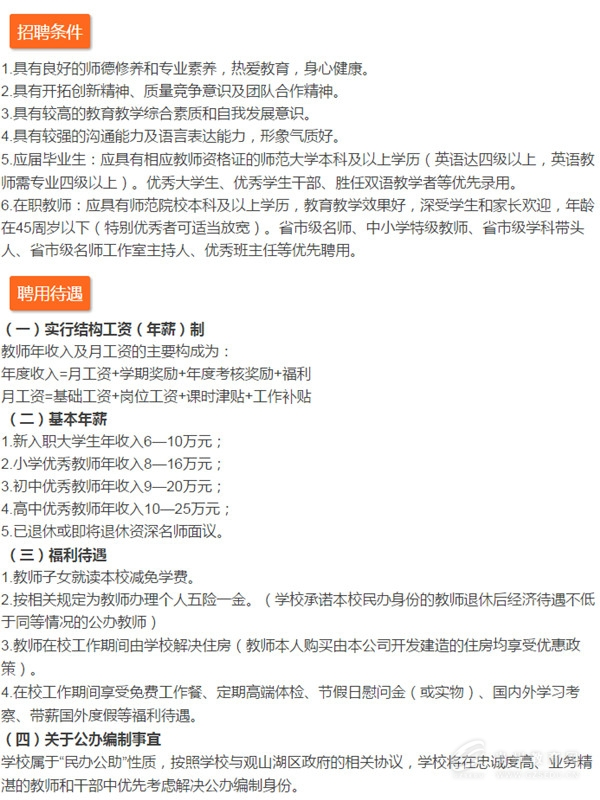 招聘条件
1.具有良好的师德修养和专业素养，热爱教育，身心健康。
2.具有开拓创新精神、质量竞争意识及团队合作精神。
3.具有较高的教育教学综合素质和自我发展意识。
4.具有较强的沟通能力及语言表达能力，形象气质好。
5.应届毕业生：应具有相应教师资格证的师范大学本科及以上学历（英语达四级以上，英语教
师需专业四级以上）。优秀大学生、优秀学生干部、胜任双语教学者等优先录用。
6.在职教师：应具有师范院校本科及以上学历，教育教学效果好，深受学生和家长欢迎，年龄
在45周岁以下（特别优秀者可适当放宽）。省市级名师、中小学特级教师、省市级学科带头
人、省市级名师工作室主持人、优秀班主任等优先聘用。
聘用待遇
（一）实行结构工资（年薪）制
教师年收入及月工资的主要构成为：
年度收入=月工资+学期奖励+年度考核奖励+福利
月工资=基础工资+岗位工资+课时津贴+工作补贴
（二）基本年薪
1.新入职大学生年收入6—10万元；
2.小学优秀教师年收入8—16万元；
3.初中优秀教师年收入9—20万元；
4.高中优秀教师年收入10—25万元；
5.已退休或即将退休资深名师面议。
（三）福利待遇
1.教师子女就读本校减免学费。
2.按相关规定为教师办理个人五险一金。（学校承诺本校民办身份的教师退休后经济待遇不低
于同等情况的公办教师）
3.教师在校工作期间由学校解决住房（教师本人购买由本公司开发建造的住房均享受优惠政
策）。
4.在校工作期间享受免费工作餐、定期高端体检、节假日慰问金（或实物）、国内外学习考
察、带薪国外度假等福利待遇。
（四）关于公办编制事宜
学校属于“民办公助”性质，按照学校与观山湖区政府的相关协议，学校将在忠诚度高、业务精
湛的教师和干部中优先考虑解决公办编制身份。